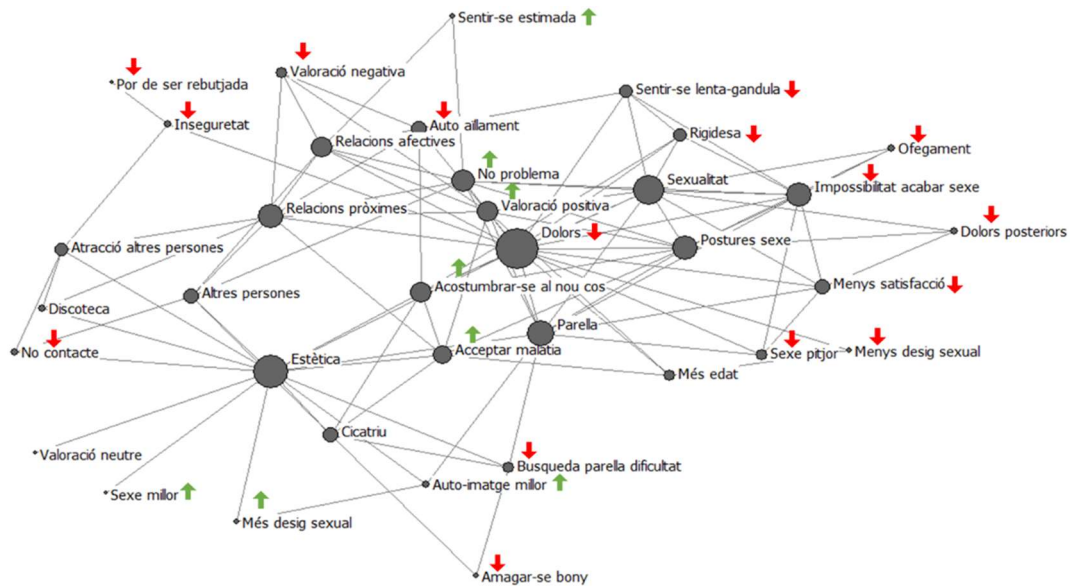 Sentir-se estimada
Valoració negativa
Por de ser rebutjada
Sentir-se lenta-gandula
Inseguretat
Auto aillament
Rigidesa
Relacions afectives
Ofegament
No problema
Sexualitat
Impossibilitat acabar sexe
Valoració positiva
Relacions pròximes
Dolors
Dolors posteriors
Atracció altres persones
Postures sexe
Acostumbrar-se al nou cos
Menys satisfacció
Altres persones
Discoteca
Parella
No contacte
Estètica
Acceptar malatia
Sexe pitjor
Menys desig sexual
Més edat
Cicatriu
Valoració neutre
Busqueda parella dificultat
Auto-imatge millor
Sexe millor
Més desig sexual
Amagar-se bony